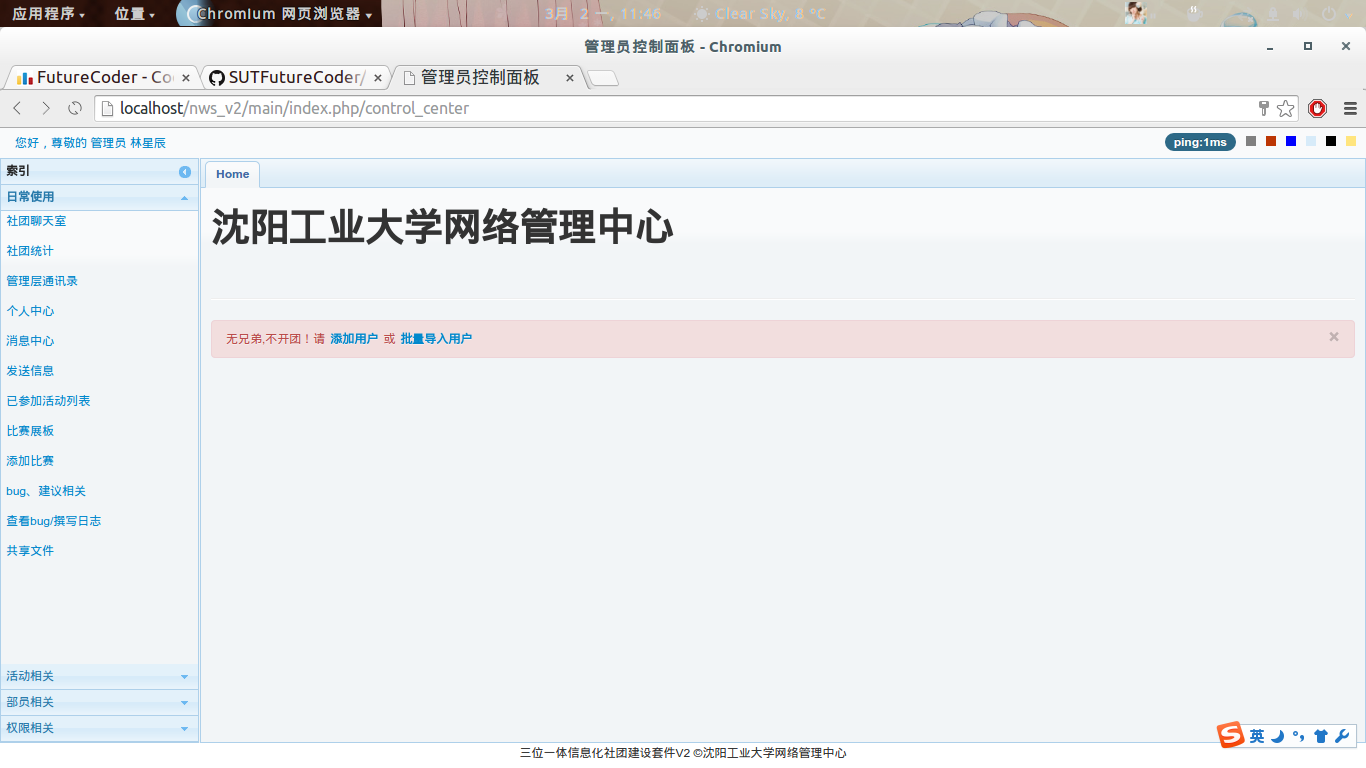 应用程序 位置 Chromium 网页浏览器 3月 2 一, 11:46 Clear Sky, 8 °C
管理员控制面板 - Chromium
FutureCoder - Co SUTFutureCoder/ 管理员控制面板
localhost/nws_v2/main/index.php/control_center
您好，尊敬的 管理员 林星辰 ping:1ms
索引
Home
日常使用
社团聊天室
沈阳工业大学网络管理中心
社团统计
管理层通讯录
个人中心
无兄弟,不开团！请 添加用户 或 批量导入用户 ×
消息中心
发送信息
已参加活动列表
比赛展板
添加比赛
bug、建议相关
查看bug/撰写日志
共享文件
活动相关
部员相关
权限相关
英
三位一体信息化社团建设套件V2 ©沈阳工业大学网络管理中心